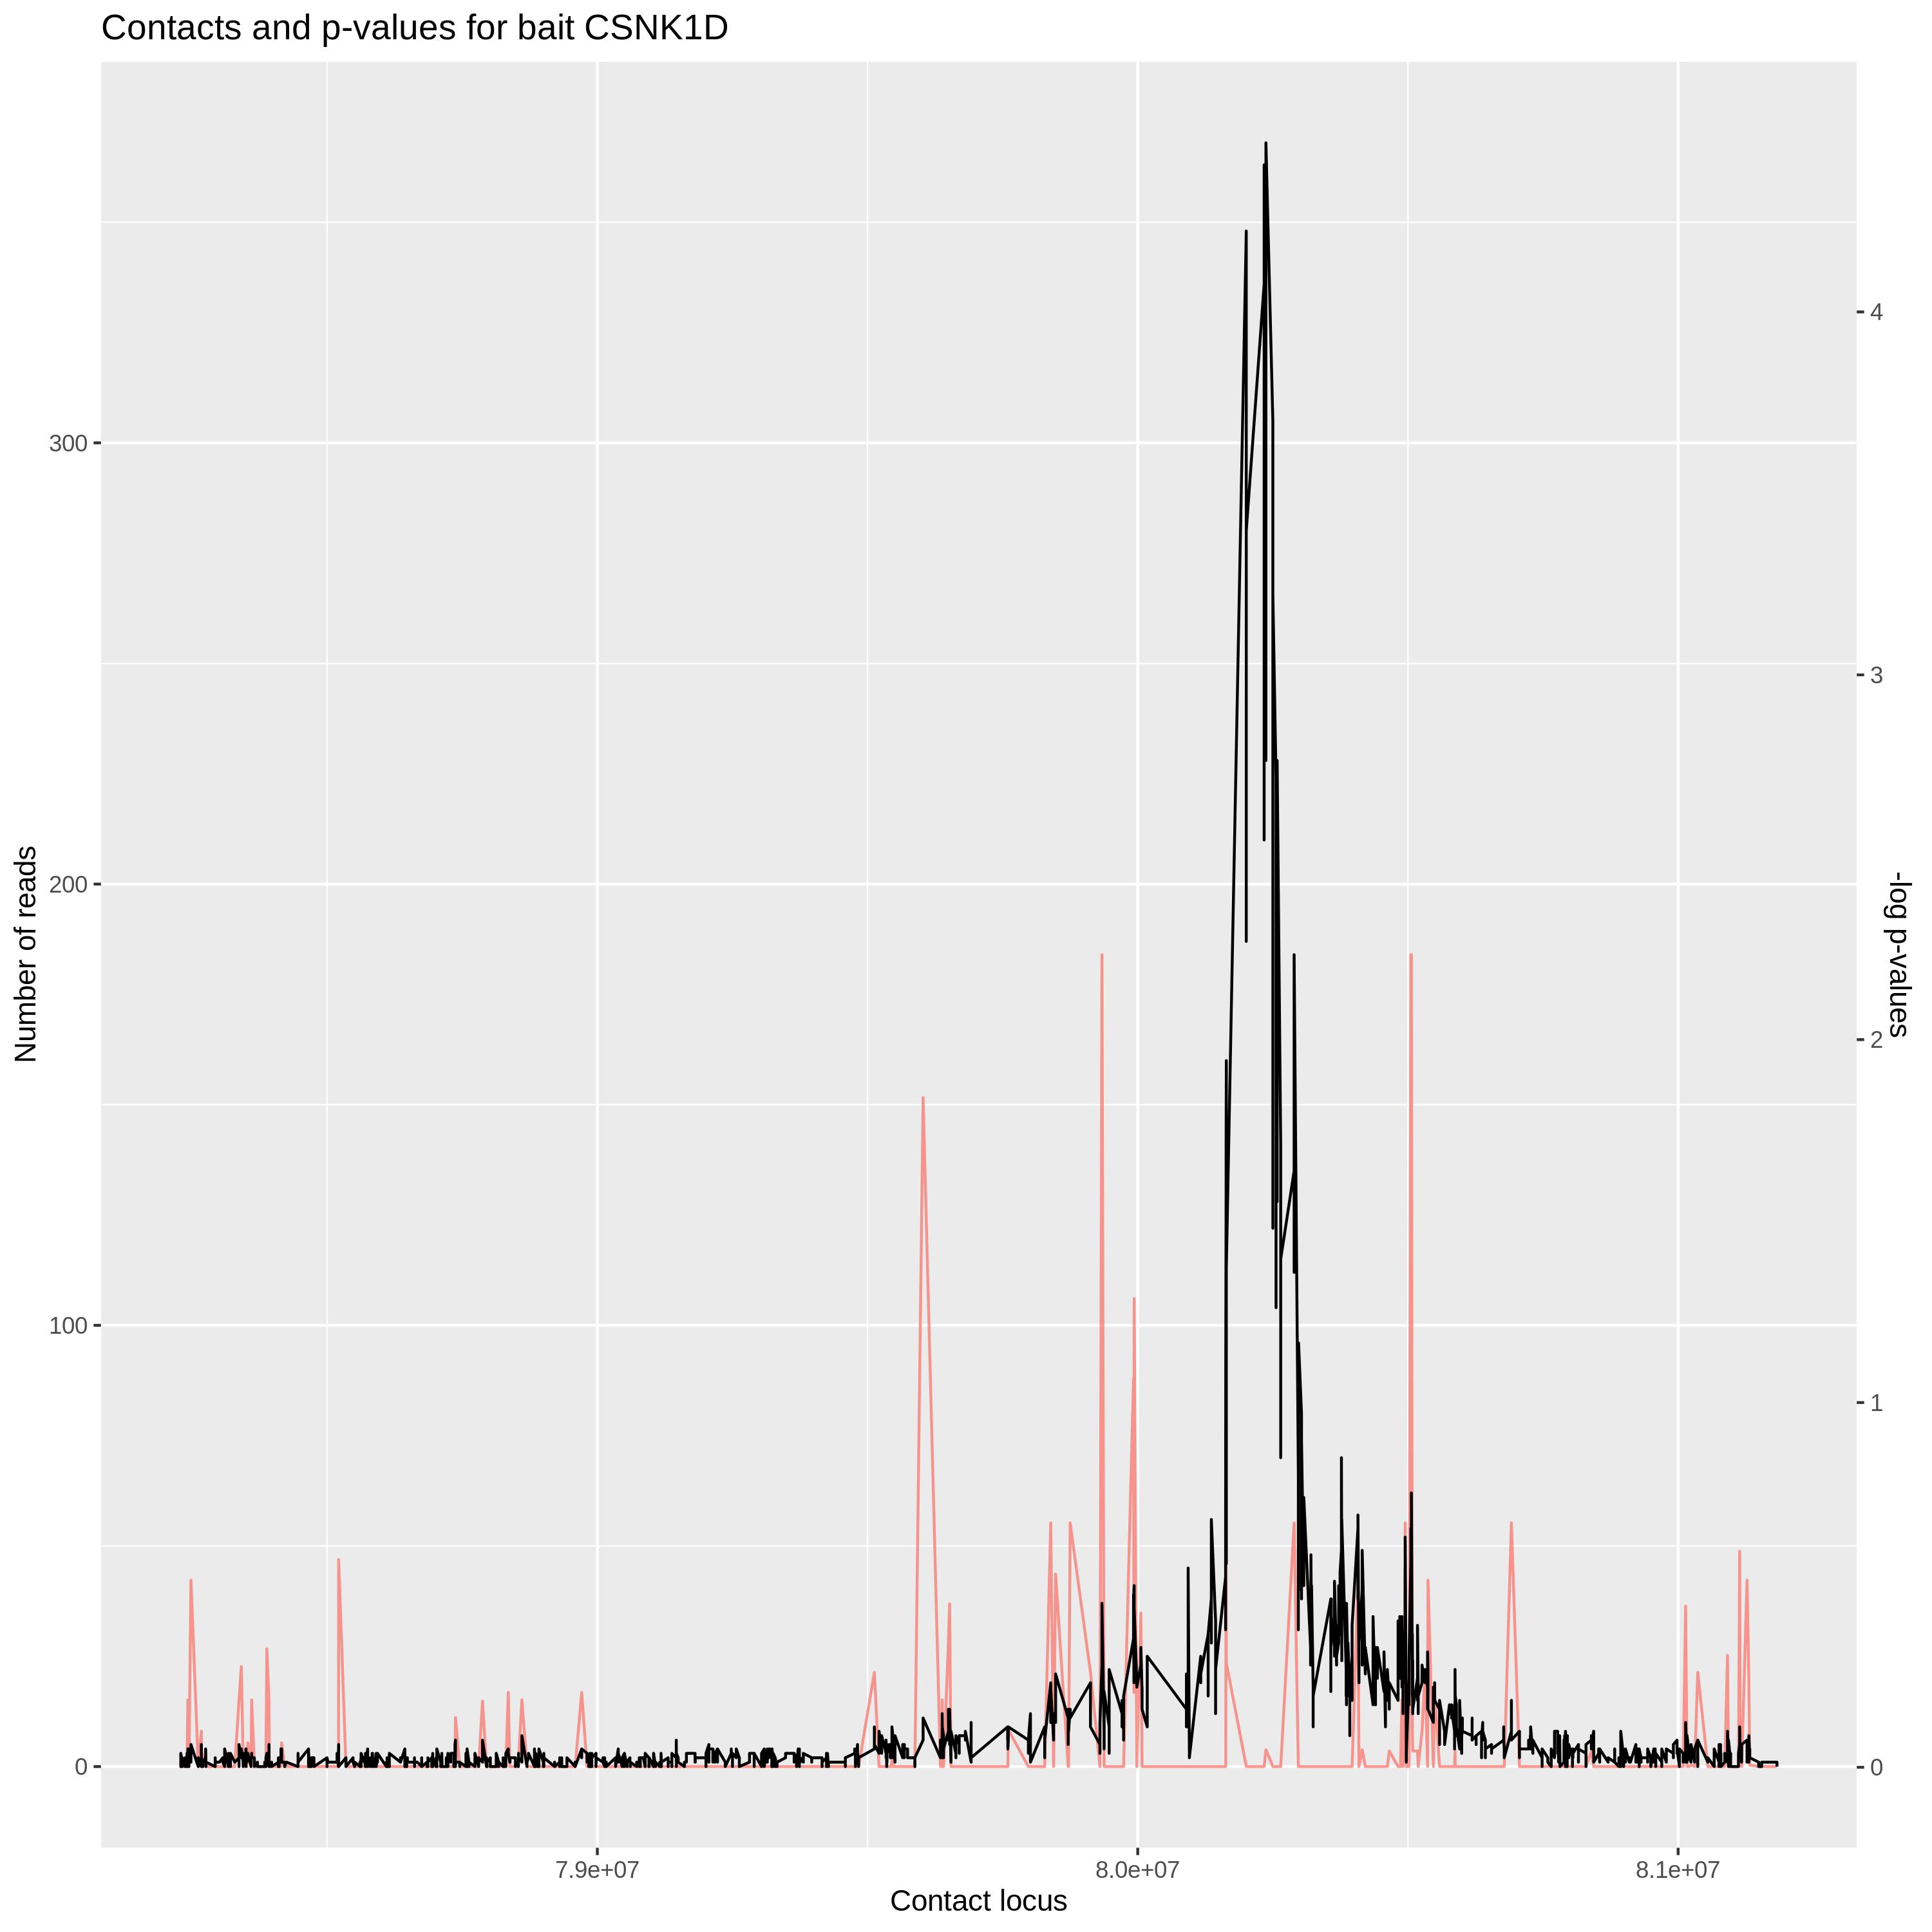 Contacts and p-values for bait CSNK1D
Number of reads
300
200
100
0
4
3
2
1
0
-log p-values
7.9e+07
8.0e+07
8.1e+07
Contact locus